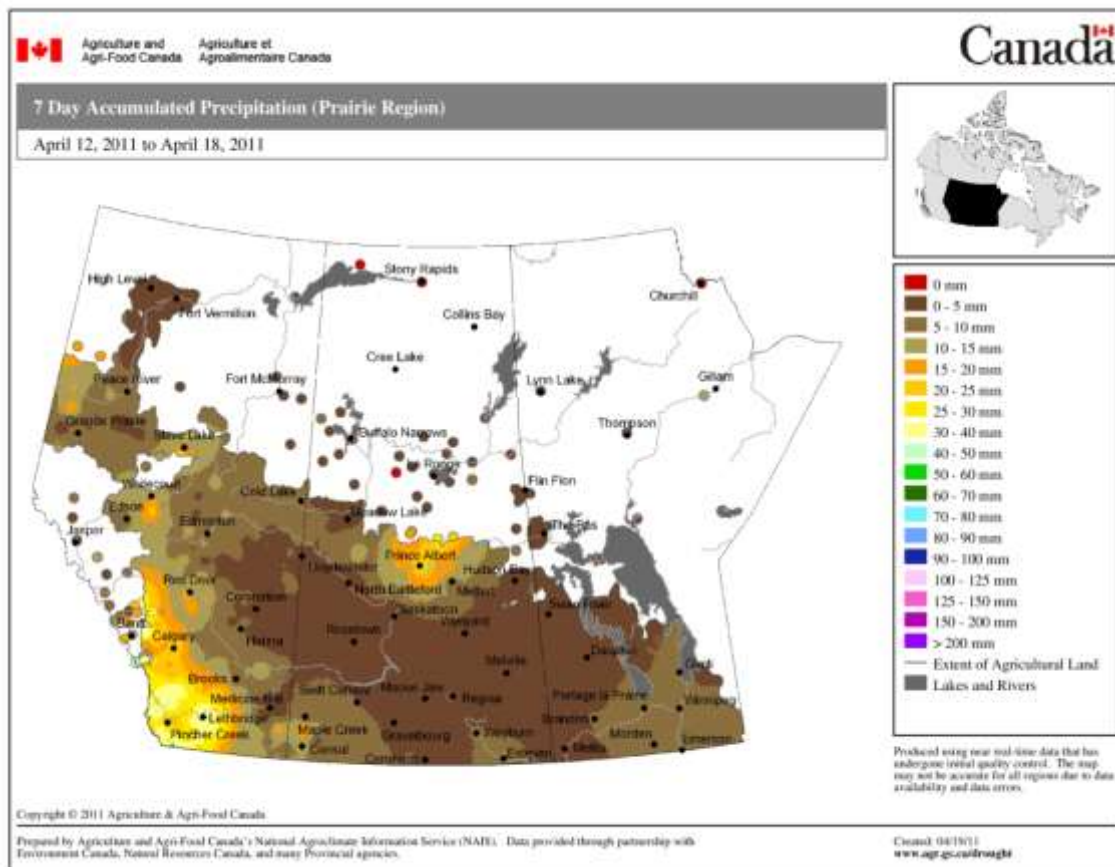 Agriculture and Agriculture et
Agri-Food Canada Agroalimentaire Canada
Canada
7 Day Accumulated Precipitation (Prairie Region)
April 12, 2011 to April 18, 2011
High Level
Fort Vermilion
Stony Rapids
Churchill
Collins Bay
Cree Lake
Peace River
Fort McMurray
Lynn Lake
Gillam
Grande Prairie
Slave Lake
Buffalo Narrows
Thompson
La Ronge
Flin Flon
Whitecourt
Cold Lake
Edson
Meadow Lake
Edmonton
The Pas
Jasper
Prince Albert
Lloydminster
Hudson Bay
Red Deer
North Battleford
Melfort
Coronation
Saskatoon
Swan River
Banff
Hanna
Rosetown
Wynyard
Calgary
Dauphin
Melville
Gimli
Brooks
Swift Current
Moose Jaw
Regina
Portage la Prairie
Medicine Hat
Winnipeg
Lethbridge
Maple Creek
Brandon
Pincher Creek
Gravelbourg
Weyburn
Morden
Emerson
Consul
Coronach
Estevan
Melita
0 mm
0 - 5 mm
5 - 10 mm
10 - 15 mm
15 - 20 mm
20 - 25 mm
25 - 30 mm
30 - 40 mm
40 - 50 mm
50 - 60 mm
60 - 70 mm
70 - 80 mm
80 - 90 mm
90 - 100 mm
100 - 125 mm
125 - 150 mm
150 - 200 mm
> 200 mm
Extent of Agricultural Land
Lakes and Rivers
Produced using near real-time data that has
undergone initial quality control. The map
may not be accurate for all regions due to data
availability and data errors.
Copyright © 2011 Agriculture & Agri-Food Canada
Prepared by Agriculture and Agri-Food Canada's National Agroclimate Information Service (NAIS). Data provided through partnership with
Environment Canada, Natural Resources Canada, and many Provincial agencies.
Created: 04/19/11
www.agr.gc.ca/drought